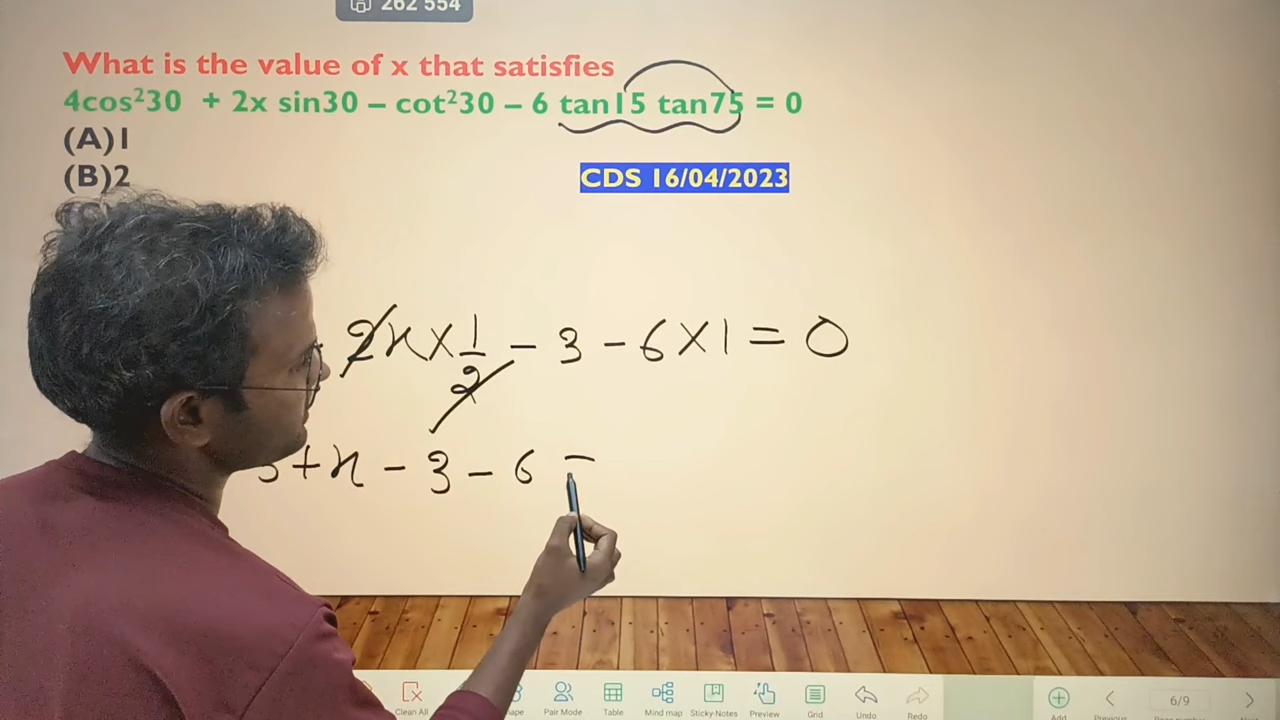 262 554
What is the value of x that satisfies
4cos²30 + 2x sin30 – cot²30 – 6 tan15 tan75 = 0
(A)1
(B)2
CDS 16/04/2023
2x × 1/2 - 3 - 6 × 1 = 0
3 + x - 3 - 6 =
Clean All
Pair Mode
Table
Mind map
Sticky-Notes
Preview
Grid
Undo
Redo
Add
6/9